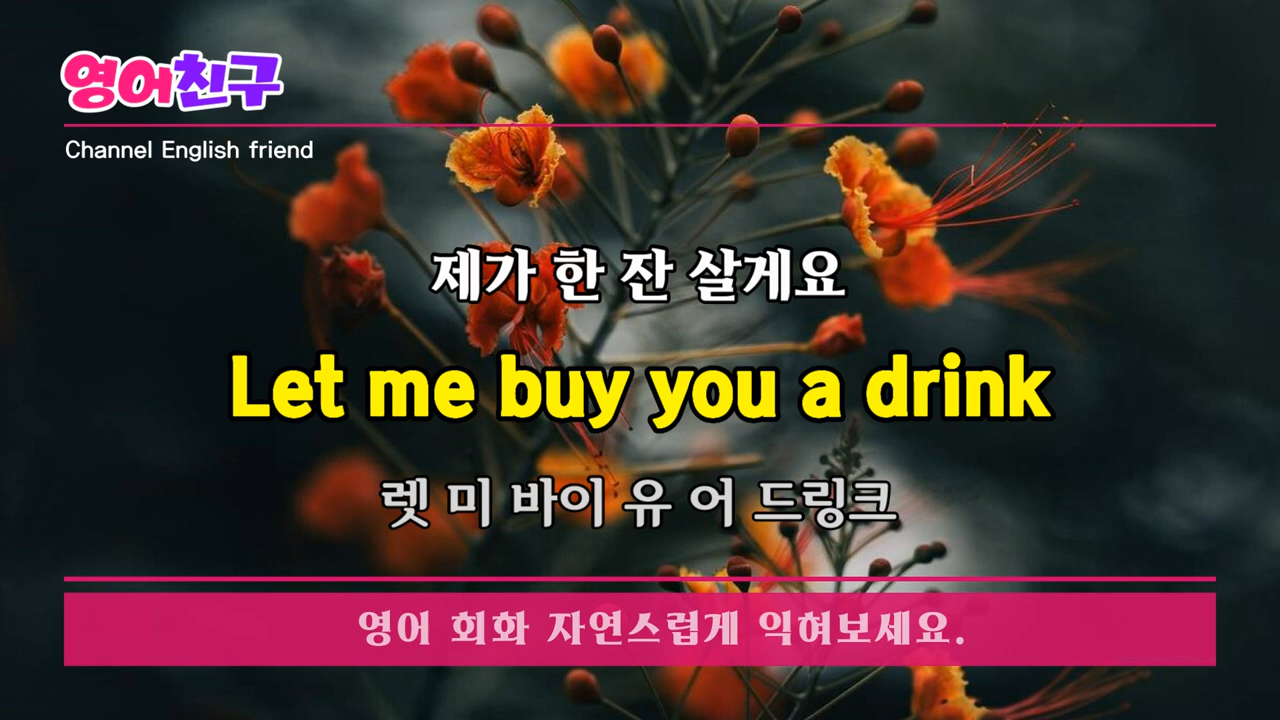 영어친구
Channel English friend
제가 한 잔 살게요
Let me buy you a drink
렛 미 바이 유 어 드링크
영어 회화 자연스럽게 익혀보세요.